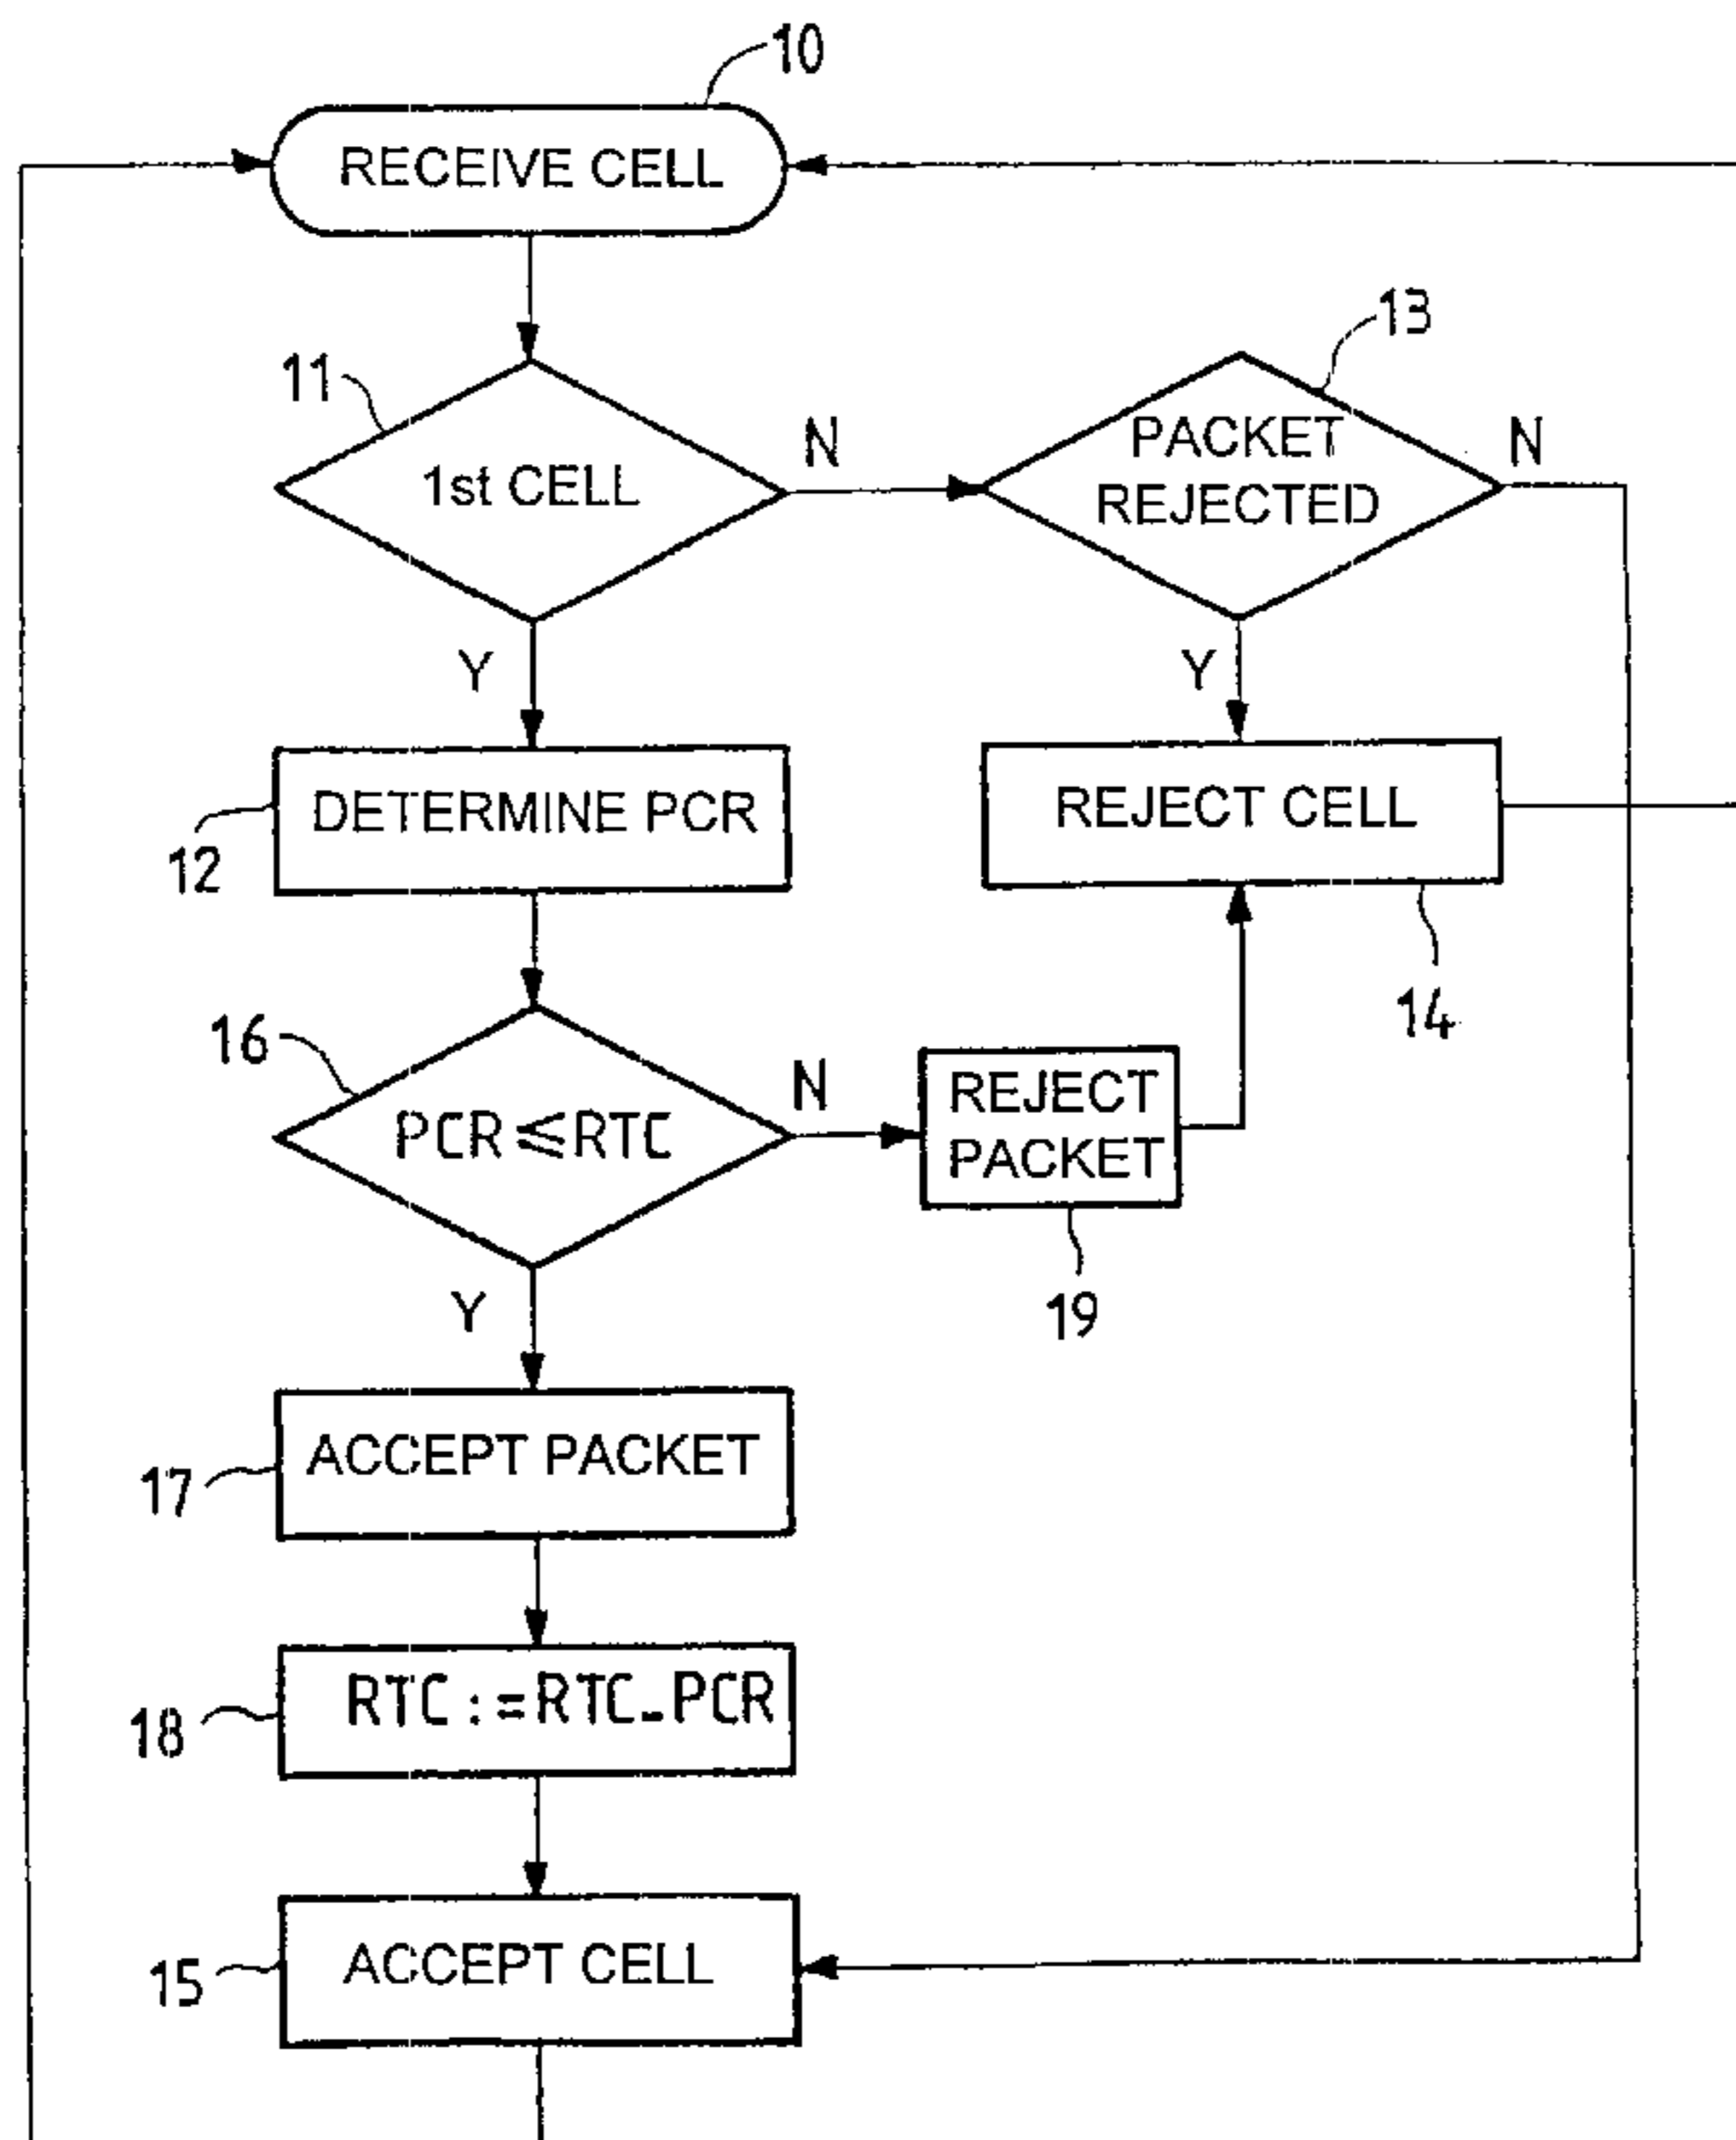 10
RECEIVE CELL
11
1st CELL
N
13
PACKET
REJECTED
N
Y
Y
12
DETERMINE PCR
REJECT CELL
14
16
PCR≤RTC
N
REJECT
PACKET
19
Y
17
ACCEPT PACKET
18
RTC:=RTC-PCR
15
ACCEPT CELL